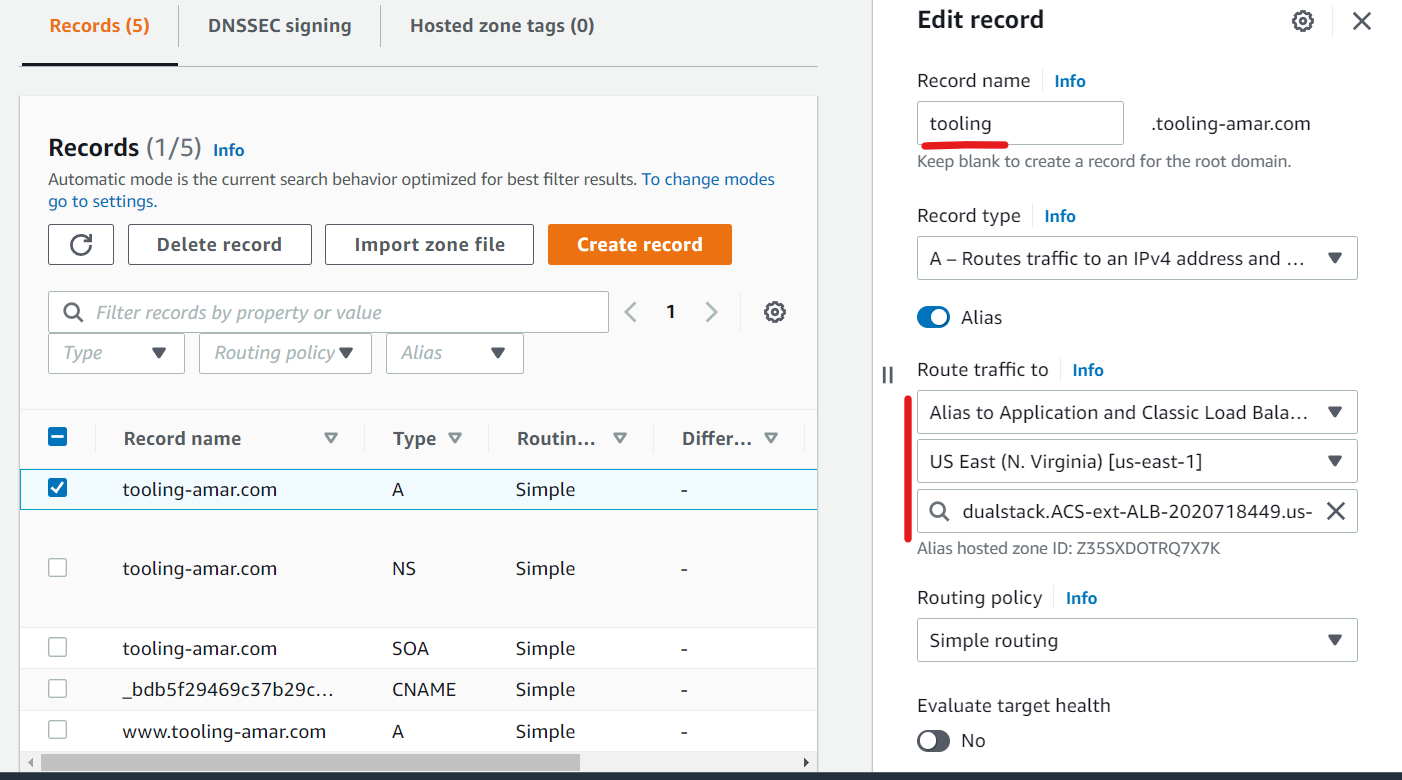 Records (5)
DNSSEC signing
Hosted zone tags (0)
Records (1/5) Info
Automatic mode is the current search behavior optimized for best filter results. To change modes
go to settings.
Delete record
Import zone file
Create record
Filter records by property or value
1
Type
Routing policy
Alias
Record name Type Routin... Differ...
tooling-amar.com A Simple -
tooling-amar.com NS Simple -
tooling-amar.com SOA Simple -
_bdb5f29469c37b29c... CNAME Simple -
www.tooling-amar.com A Simple -
Edit record
Record name Info
tooling .tooling-amar.com
Keep blank to create a record for the root domain.
Record type Info
A – Routes traffic to an IPv4 address and ...
Alias
Route traffic to Info
Alias to Application and Classic Load Bala...
US East (N. Virginia) [us-east-1]
dualstack.ACS-ext-ALB-2020718449.us-
Alias hosted zone ID: Z35SXDOTRQ7X7K
Routing policy Info
Simple routing
Evaluate target health
No